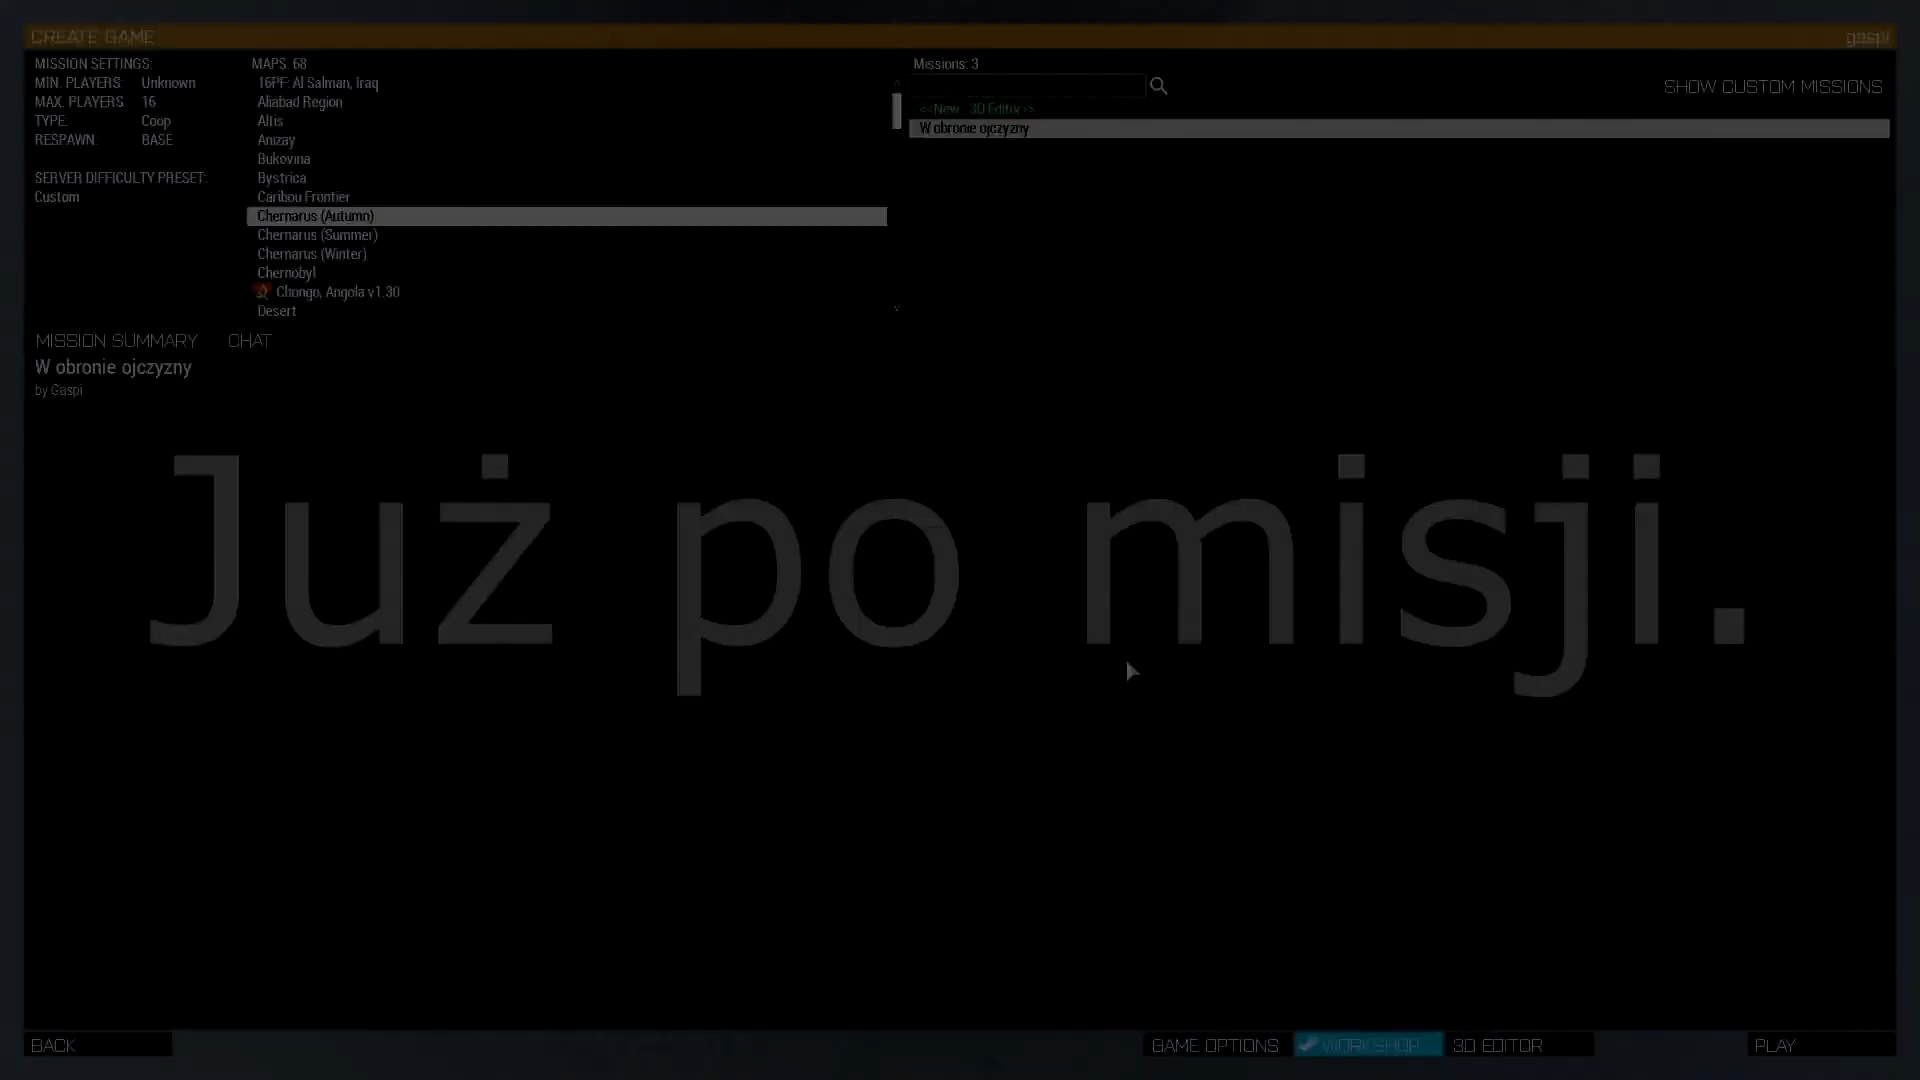 CREATE GAME
gaspi
MISSION SETTINGS:
MIN. PLAYERS Unknown
MAX. PLAYERS 16
TYPE: Coop
RESPAWN: BASE
SERVER DIFFICULTY PRESET:
Custom
MAPS: 68
16PF: Al Salman, Iraq
Aliabad Region
Altis
Anizay
Bukovina
Bystrica
Caribou Frontier
Chernarus (Autumn)
Chernarus (Summer)
Chernarus (Winter)
Chernobyl
Chongo, Angola v1.30
Desert
Missions: 3
SHOW CUSTOM MISSIONS
<<New - 3D Editor>>
W obronie ojczyzny
MISSION SUMMARY CHAT
W obronie ojczyzny
by Gaspi
Już po misji.
BACK
GAME OPTIONS
WORKSHOP
3D EDITOR
PLAY